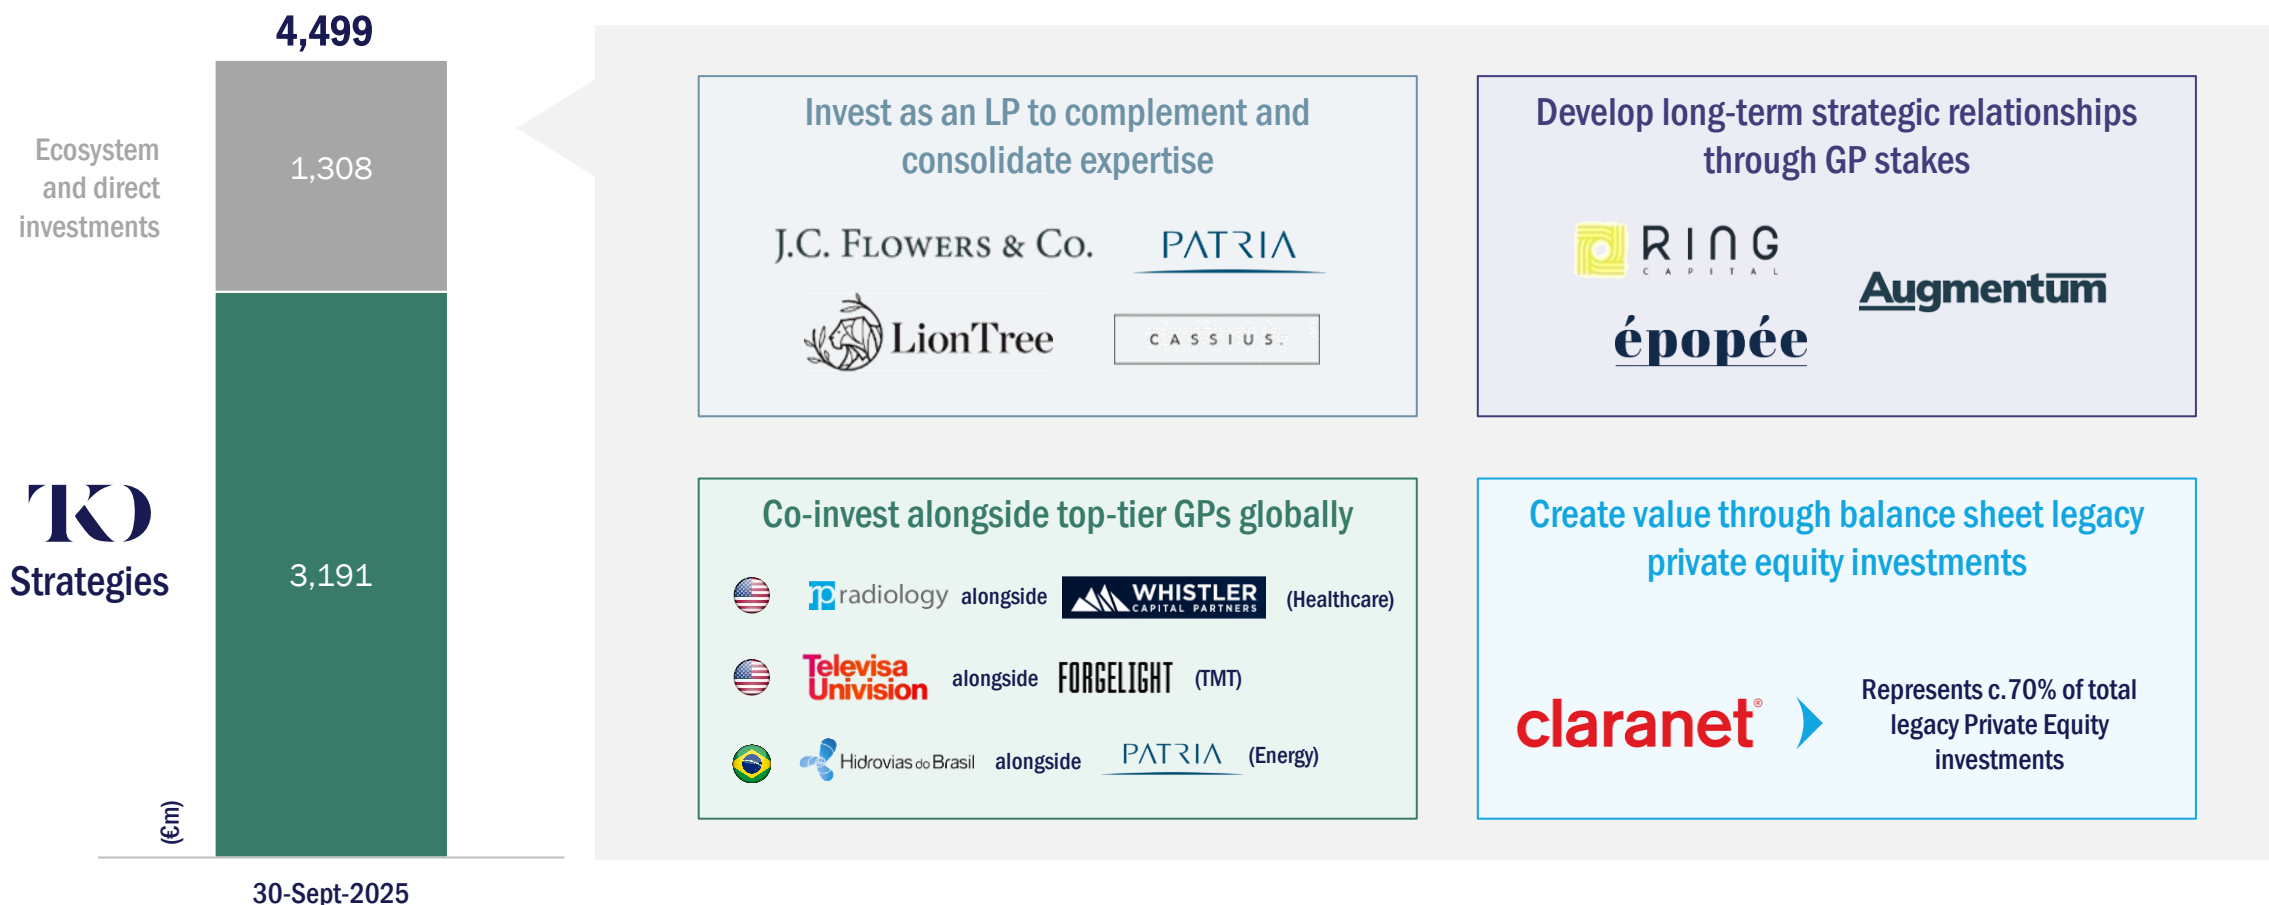 4,499
Ecosystem
and direct
investments
1,308
TKO
Strategies
3,191
(€m)
30-Sept-2025
Invest as an LP to complement and
consolidate expertise
J.C. FLOWERS & CO.
PATRIA
LionTree
CASSIUS.
Develop long-term strategic relationships
through GP stakes
RING
CAPITAL
Augmentum
épopée
Co-invest alongside top-tier GPs globally
rp radiology alongside WHISTLER CAPITAL PARTNERS (Healthcare)
Televisa
Univision alongside FORGELIGHT (TMT)
Hidrovias do Brasil alongside PATRIA (Energy)
Create value through balance sheet legacy
private equity investments
claranet®
Represents c.70% of total
legacy Private Equity
investments